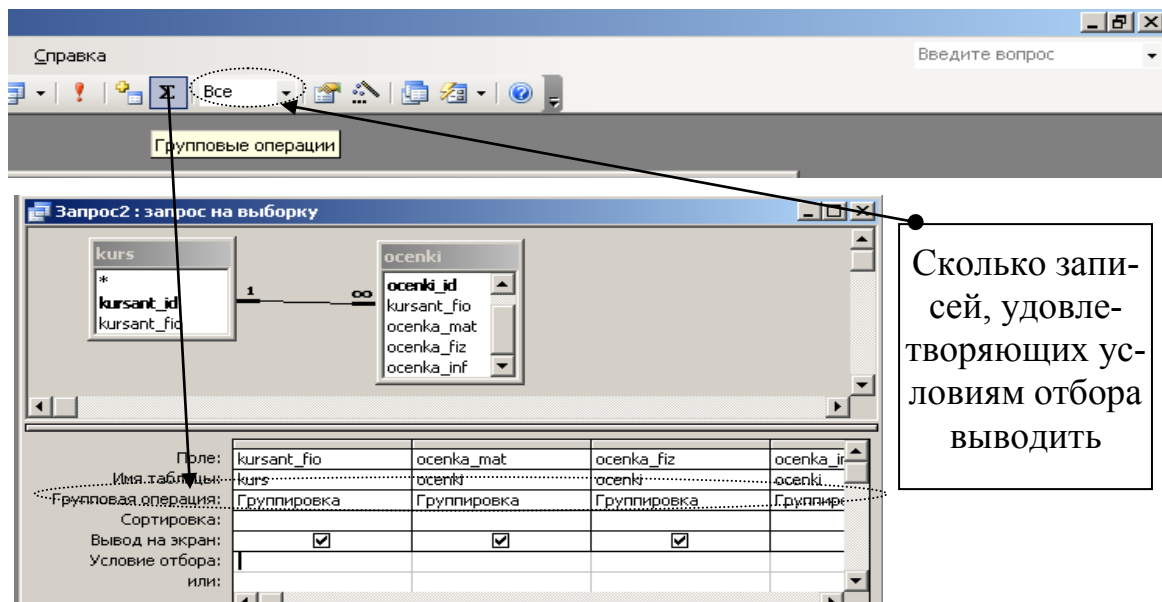 Справка
Введите вопрос
Σ Все
Групповые операции
Запрос2 : запрос на выборку
kurs
*
kursant_id
kursant_fio
1 ∞
ocenki
ocenki_id
kursant_fio
ocenka_mat
ocenka_fiz
ocenka_inf
Сколько запи-
сей, удовле-
творяющих ус-
ловиям отбора
выводить
Поле: kursant_fio ocenka_mat ocenka_fiz
Имя таблицы: kurs ocenki ocenki ocenki
Групповая операция: Группировка Группировка Группировка
Сортировка:
Вывод на экран:
Условие отбора:
или: